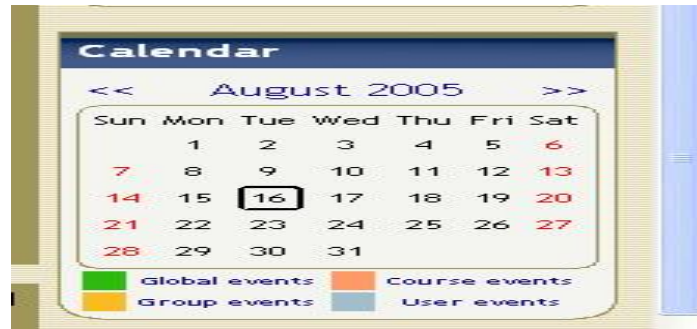 Calendar
<< August 2005 >>
Sun Mon Tue Wed Thu Fri Sat
1 2 3 4 5 6
7 8 9 10 11 12 13
14 15 16 17 18 19 20
21 22 23 24 25 26 27
28 29 30 31
Global events Course events
Group events User events